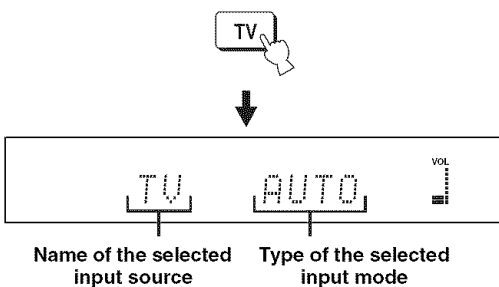 TV
VOL
TV AUTO
Name of the selected input source
Type of the selected input mode